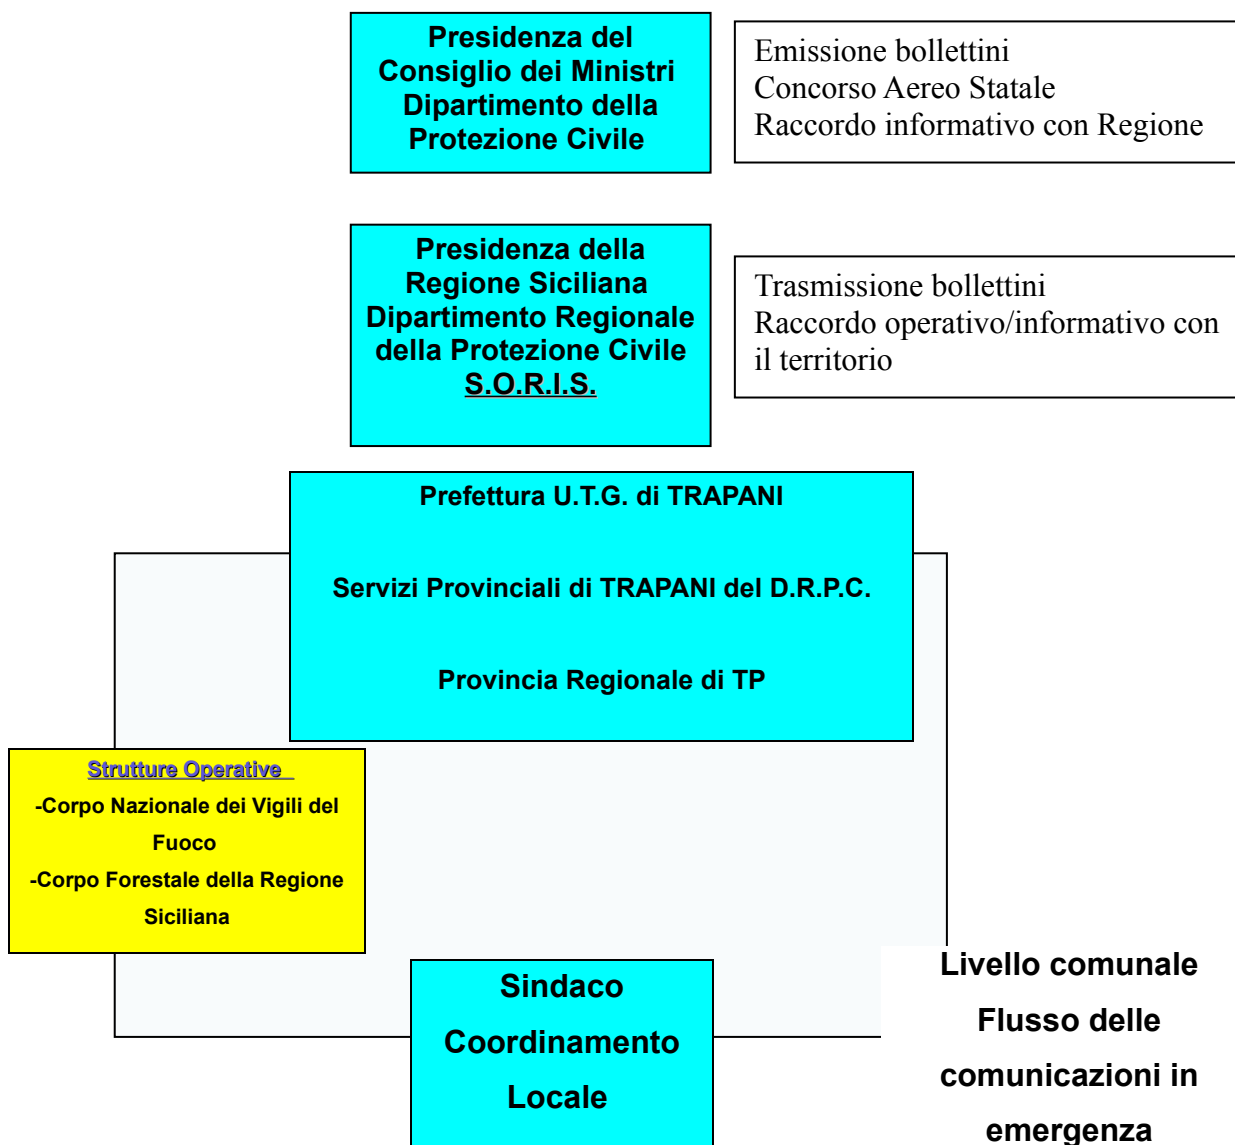 Presidenza del
Consiglio dei Ministri
Dipartimento della
Protezione Civile
Emissione bollettini
Concorso Aereo Statale
Raccordo informativo con Regione
Presidenza della
Regione Siciliana
Dipartimento Regionale
della Protezione Civile
S.O.R.I.S.
Trasmissione bollettini
Raccordo operativo/informativo con
il territorio
Prefettura U.T.G. di TRAPANI
Servizi Provinciali di TRAPANI del D.R.P.C.
Provincia Regionale di TP
Strutture Operative
-Corpo Nazionale dei Vigili del
Fuoco
-Corpo Forestale della Regione
Siciliana
Sindaco
Coordinamento
Locale
Livello comunale
Flusso delle
comunicazioni in
emergenza